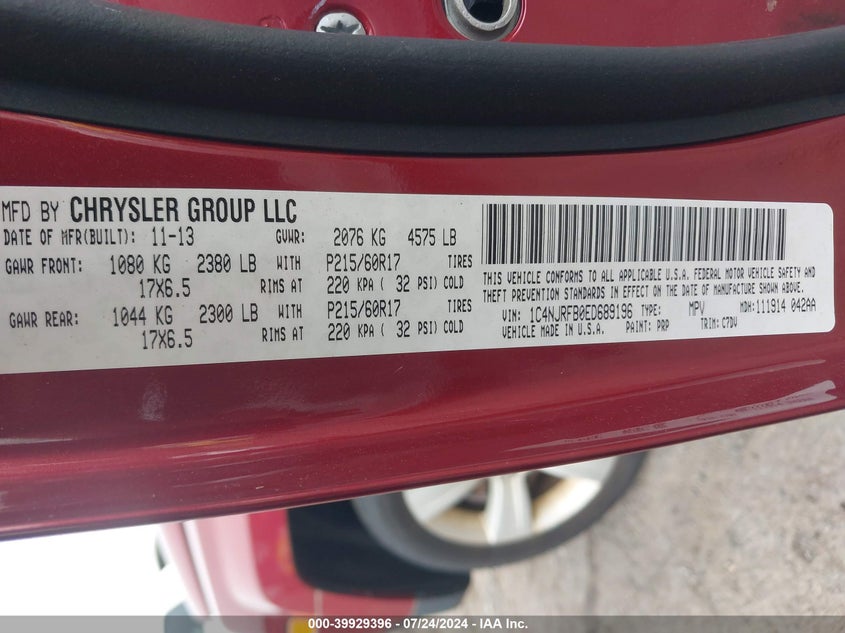 MFD BY CHRYSLER GROUP LLC
DATE OF MFR(BUILT): 11-13 GVWR: 2076 KG 4575 LB
GAWR FRONT: 1080 KG 2380 LB WITH P215/60R17 TIRES
17X6.5 RIMS AT 220 KPA ( 32 PSI) COLD
GAWR REAR: 1044 KG 2300 LB WITH P215/60R17 TIRES
17X6.5 RIMS AT 220 KPA ( 32 PSI) COLD
THIS VEHICLE CONFORMS TO ALL APPLICABLE U.S.A. FEDERAL MOTOR VEHICLE SAFETY AND
THEFT PREVENTION STANDARDS IN EFFECT ON THE DATE OF MANUFACTURE SHOWN ABOVE.
VIN: 1C4NJRFB0ED689196 TYPE: MPV MDH:111914 042AA
VEHICLE MADE IN U.S.A. PAINT: PRP TRIM: C7DV
000-39929396 - 07/24/2024 - IAA Inc.